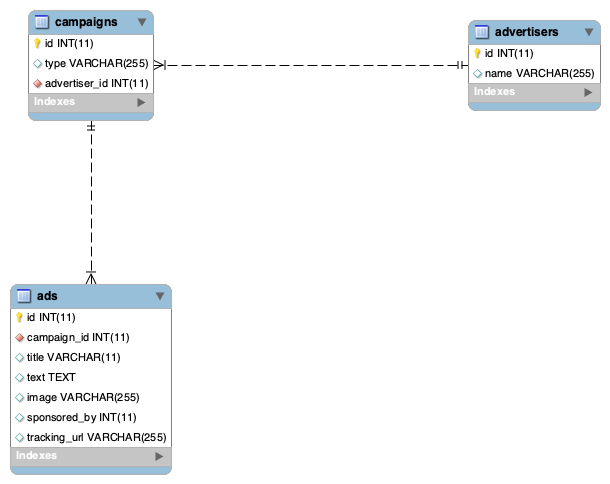 campaigns
id INT(11)
type VARCHAR(255)
advertiser_id INT(11)
Indexes
advertisers
id INT(11)
name VARCHAR(255)
Indexes
ads
id INT(11)
campaign_id INT(11)
title VARCHAR(11)
text TEXT
image VARCHAR(255)
sponsored_by INT(11)
tracking_url VARCHAR(255)
Indexes